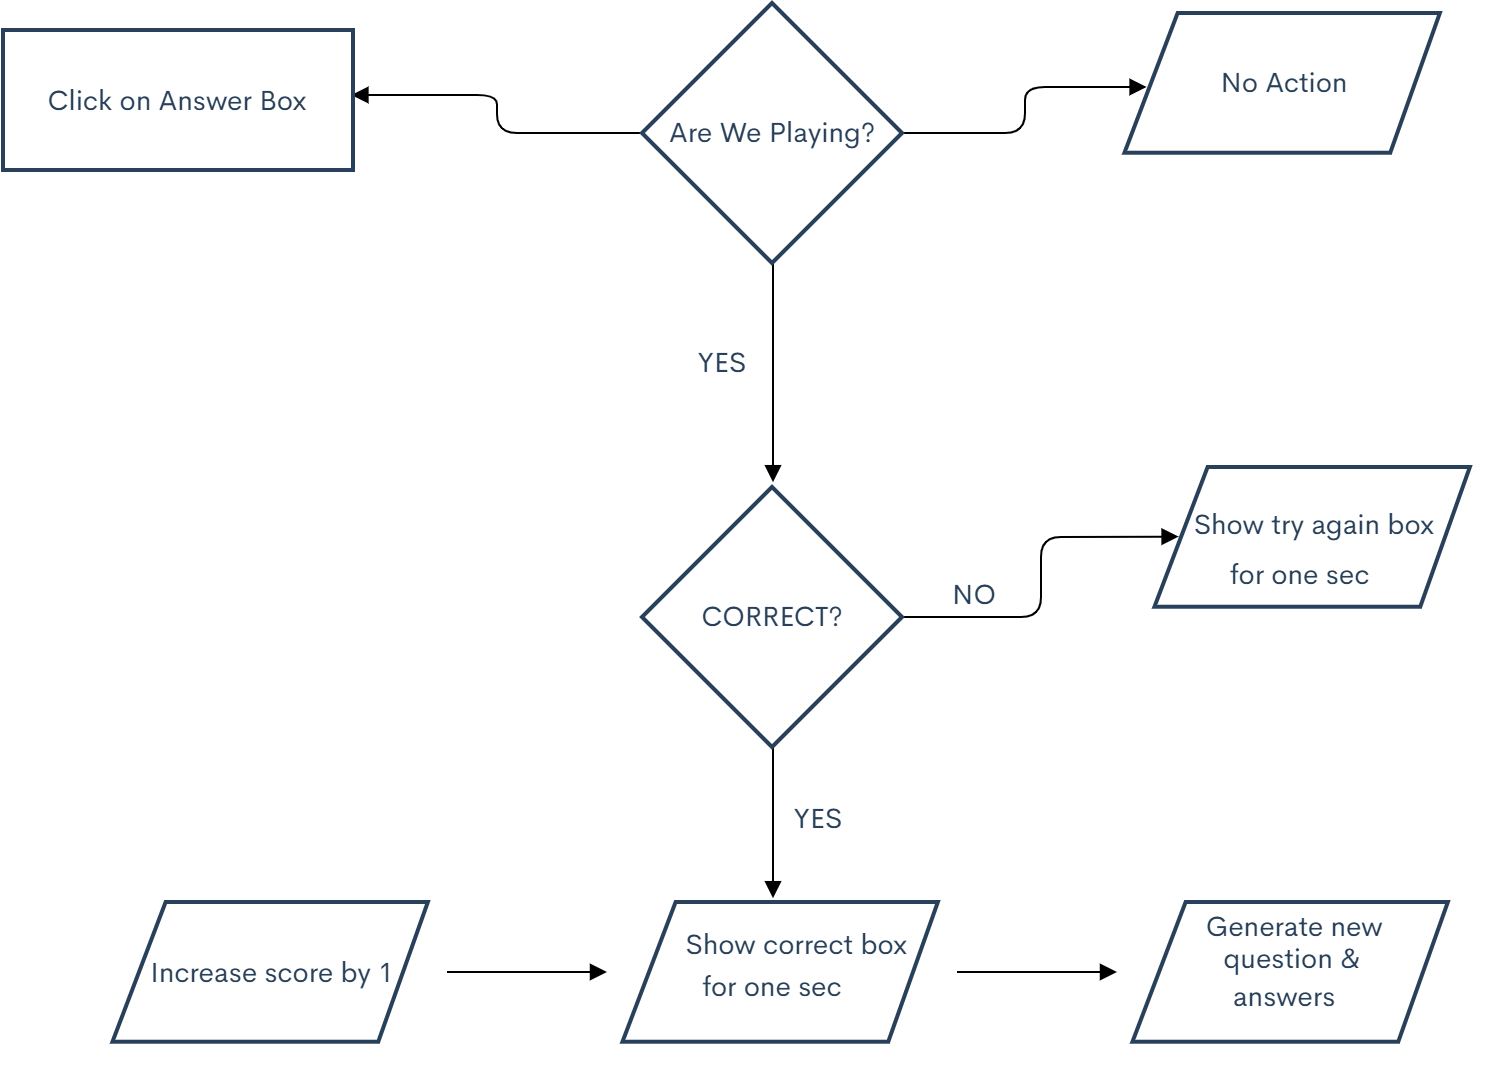 Click on Answer Box
Are We Playing?
No Action
YES
CORRECT?
NO
Show try again box
for one sec
YES
Increase score by 1
Show correct box
for one sec
Generate new
question &
answers